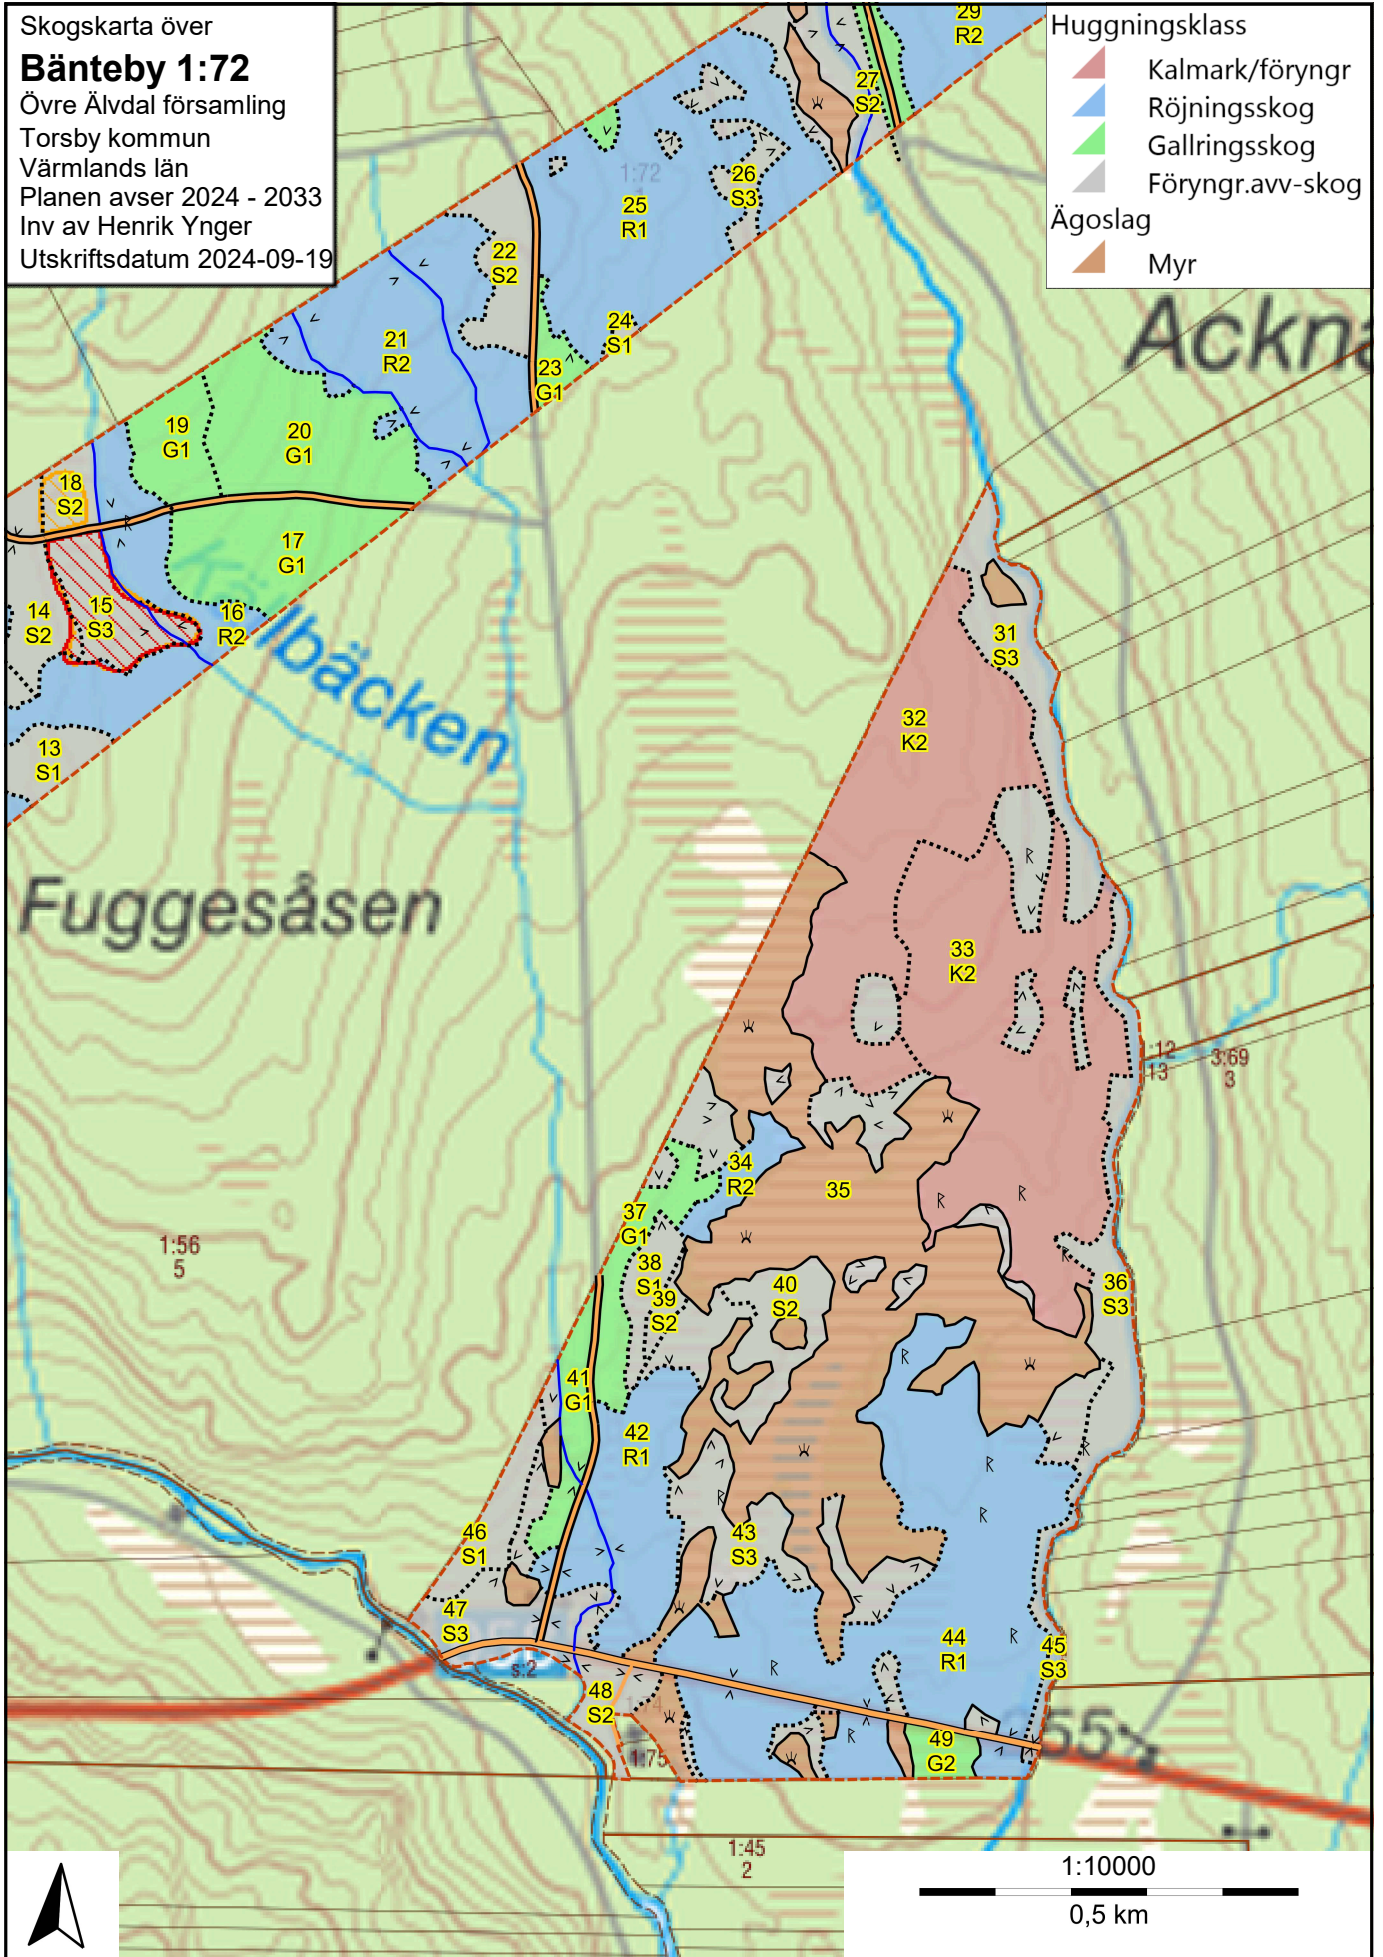 Skogskarta över
Bänteby 1:72
Övre Älvdal församling
Torsby kommun
Värmlands län
Planen avser 2024 - 2033
Inv av Henrik Ynger
Utskriftsdatum 2024-09-19
Huggningsklass
Kalmark/föryngr
Röjningsskog
Gallringsskog
Föryngr.avv-skog
Ägoslag
Myr
29
R2
27
S2
1:72
26
S3
25
R1
22
S2
21
R2
24
S1
23
G1
19
G1
20
G1
18
S2
17
G1
16
R2
15
S3
14
S2
13
S1
Källbäcken
Fuggesåsen
Ackna
31
S3
32
K2
33
K2
:12
13
3:69
3
34
R2
35
36
S3
37
G1
38
S1
39
S2
40
S2
1:56
5
41
G1
42
R1
43
S3
44
R1
45
S3
46
S1
47
S3
s:2
48
S2
1:75
49
G2
55
1:45
2
1:10000
0,5 km